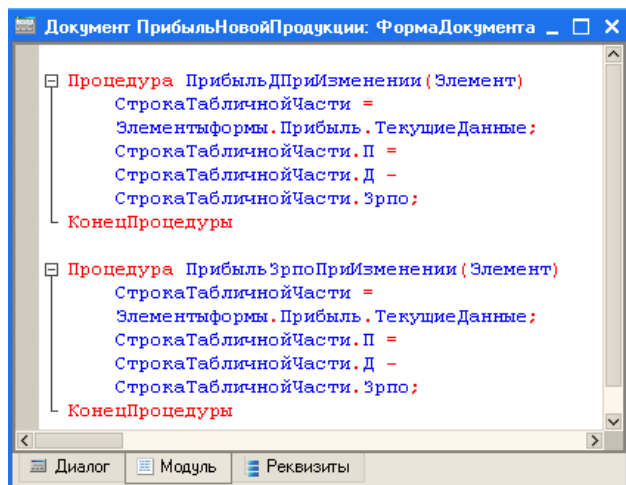 Документ ПрибыльНовойПродукции: ФормаДокумента
Процедура ПрибыльДПриИзменении(Элемент)
СтрокаТабличнойЧасти =
Элементыформы.Прибыль.ТекущиеДанные;
СтрокаТабличнойЧасти.П =
СтрокаТабличнойЧасти.Д -
СтрокаТабличнойЧасти.Зрпо;
КонецПроцедуры
Процедура ПрибыльЗрпоПриИзменении(Элемент)
СтрокаТабличнойЧасти =
Элементыформы.Прибыль.ТекущиеДанные;
СтрокаТабличнойЧасти.П =
СтрокаТабличнойЧасти.Д -
СтрокаТабличнойЧасти.Зрпо;
КонецПроцедуры
Диалог Модуль Реквизиты